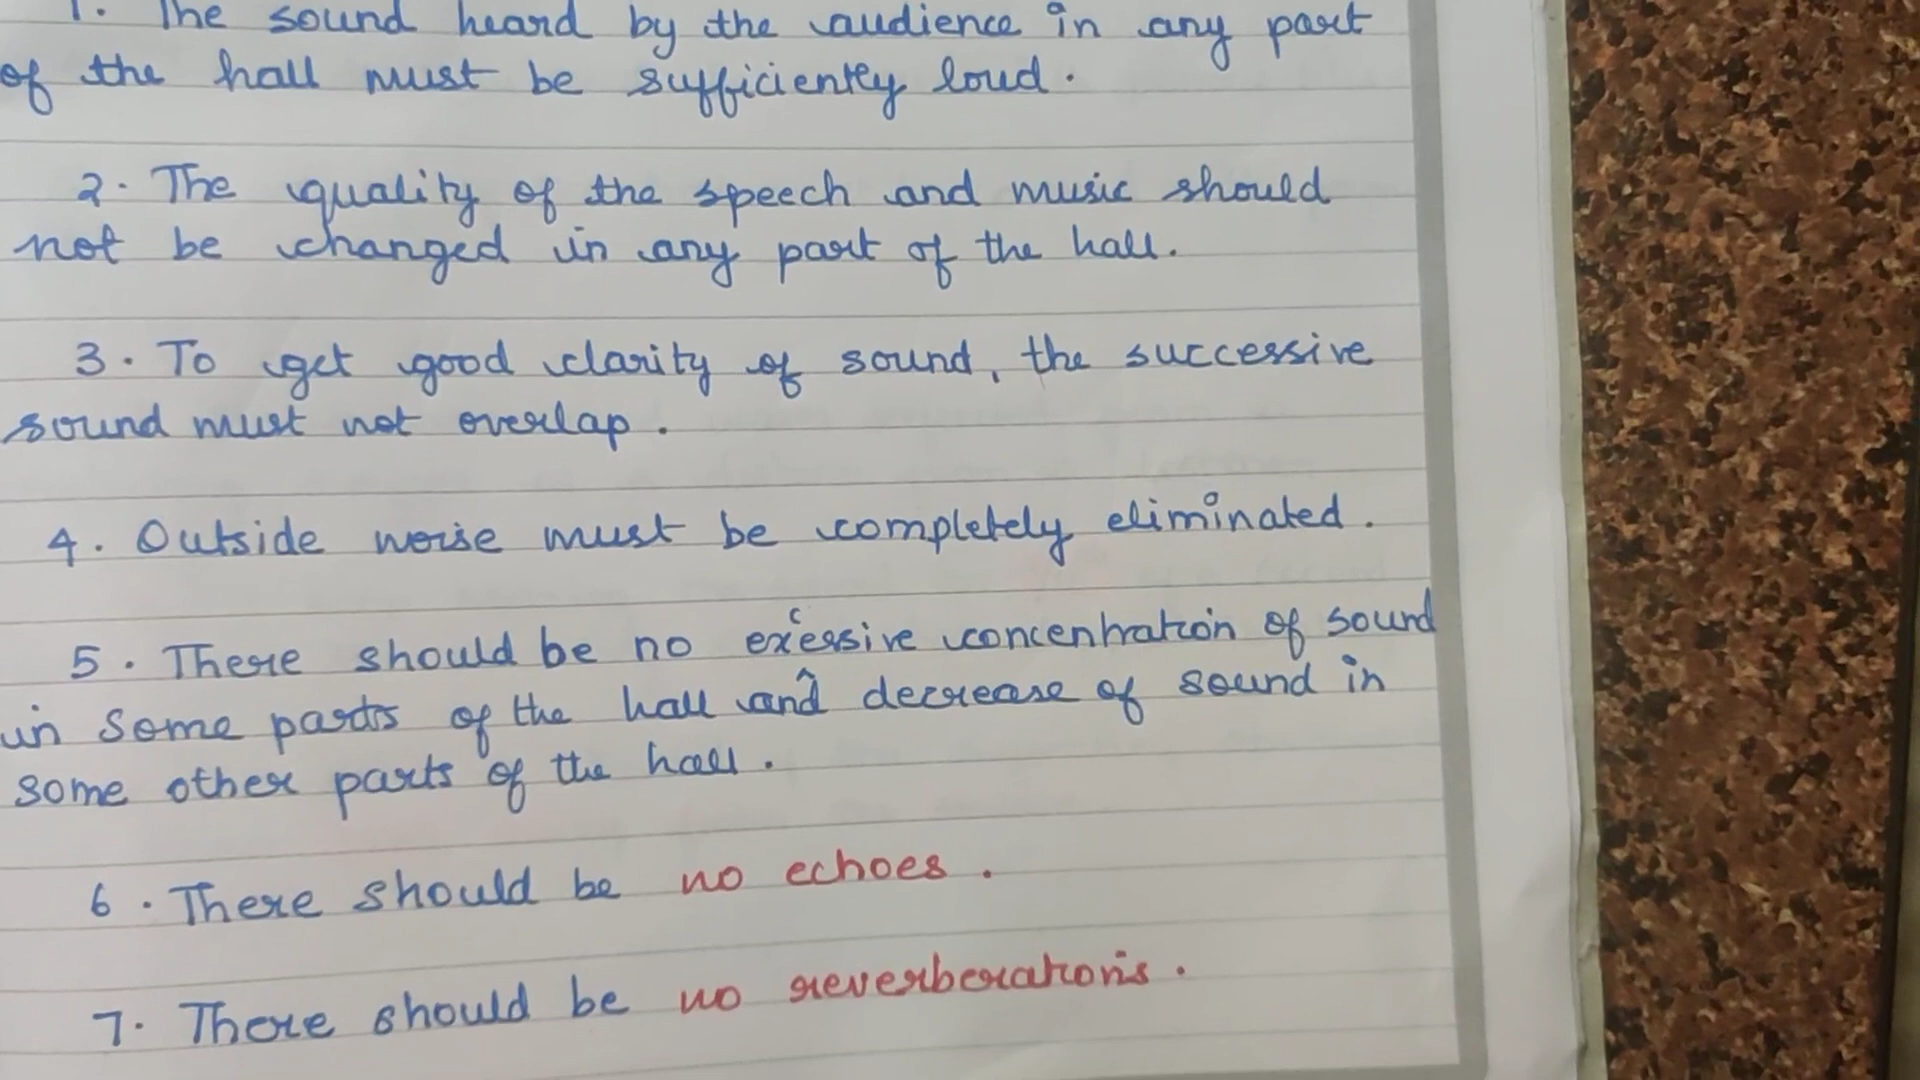 1. The sound heard by the audience in any part
of the hall must be sufficiently loud.
2. The quality of the speech and music should
not be changed in any part of the hall.
3. To get good clarity of sound, the successive
sound must not overlap.
4. Outside noise must be completely eliminated.
5. There should be no excessive concentration of sound
in some parts of the hall and decrease of sound in
some other parts of the hall.
6. There should be no echoes.
7. There should be no reverberations.